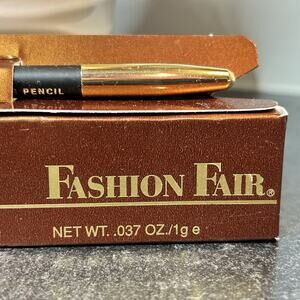 PENCIL
FASHION FAIR®
NET WT. .037 OZ./1g e